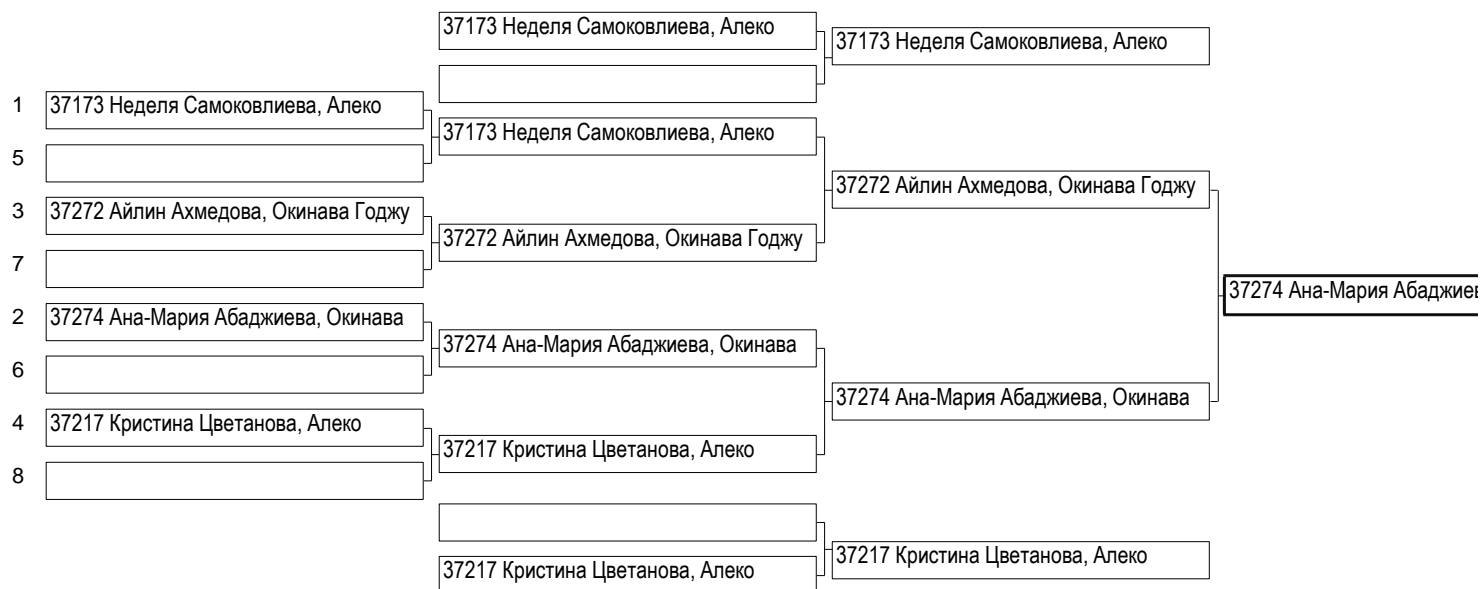 37173 Неделя Самоковлиева, Алеко
37173 Неделя Самоковлиева, Алеко
1 37173 Неделя Самоковлиева, Алеко
37173 Неделя Самоковлиева, Алеко
5
37272 Айлин Ахмедова, Окинава Годжу
3 37272 Айлин Ахмедова, Окинава Годжу
37272 Айлин Ахмедова, Окинава Годжу
7
37274 Ана-Мария Абаджиев
2 37274 Ана-Мария Абаджиева, Окинава
37274 Ана-Мария Абаджиева, Окинава
6
37274 Ана-Мария Абаджиева, Окинава
4 37217 Кристина Цветанова, Алеко
37217 Кристина Цветанова, Алеко
8
37217 Кристина Цветанова, Алеко
37217 Кристина Цветанова, Алеко